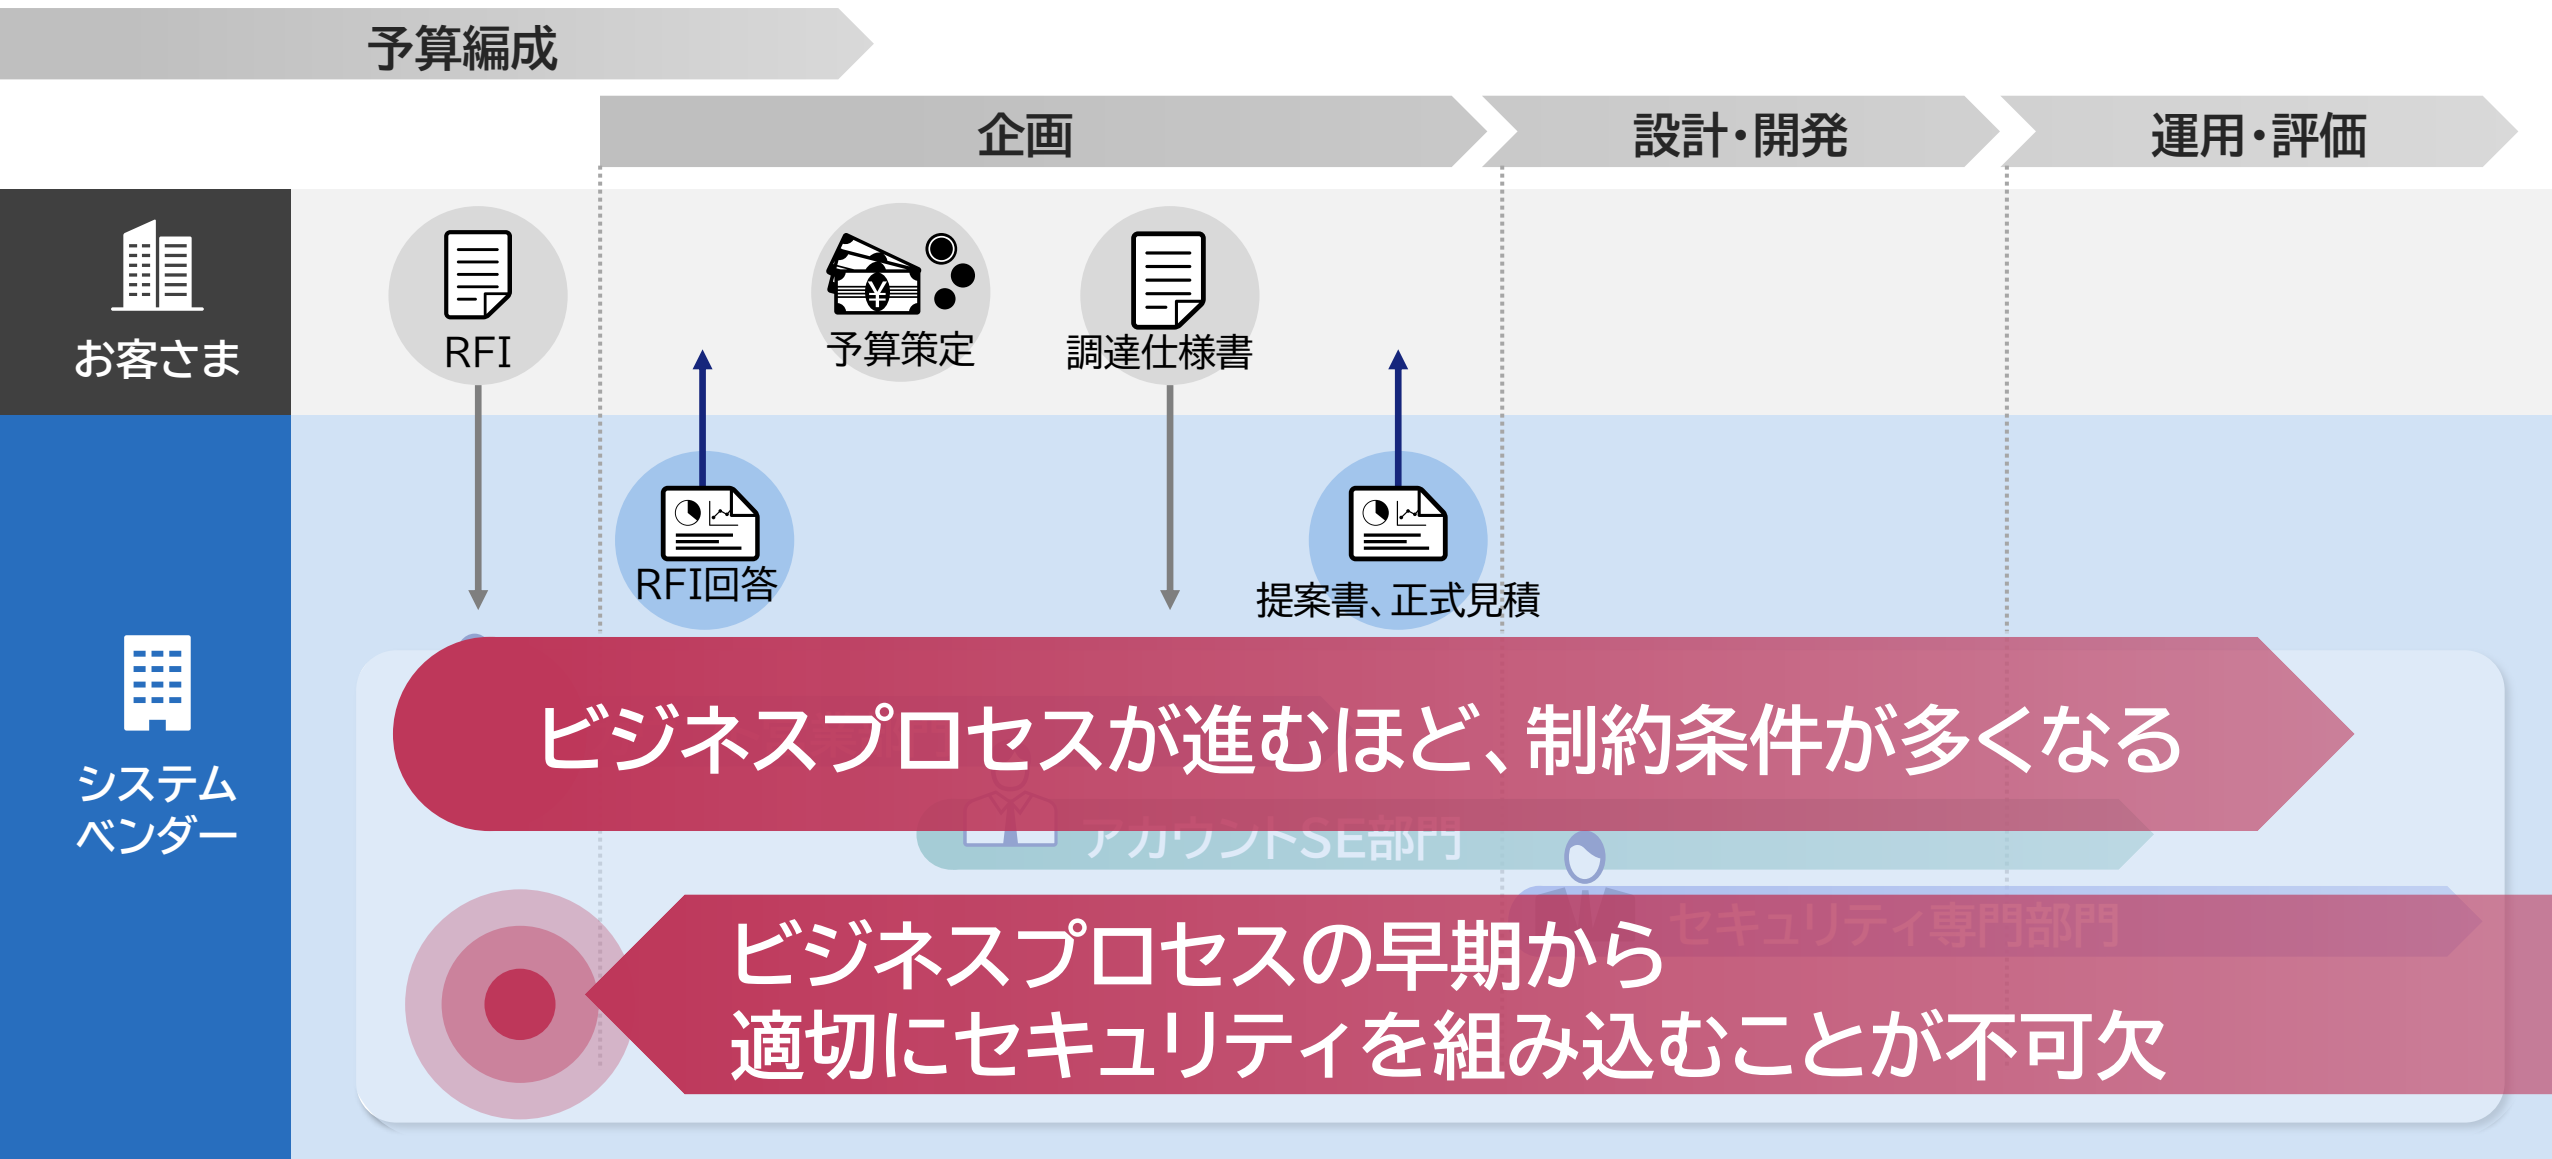 予算編成
企画
設計・開発
運用・評価
お客さま
RFI
予算策定
調達仕様書
RFI回答
提案書、正式見積
システム
ベンダー
ビジネスプロセスが進むほど、制約条件が多くなる
アカウントSE部門
セキュリティ専門部門
ビジネスプロセスの早期から
適切にセキュリティを組み込むことが不可欠